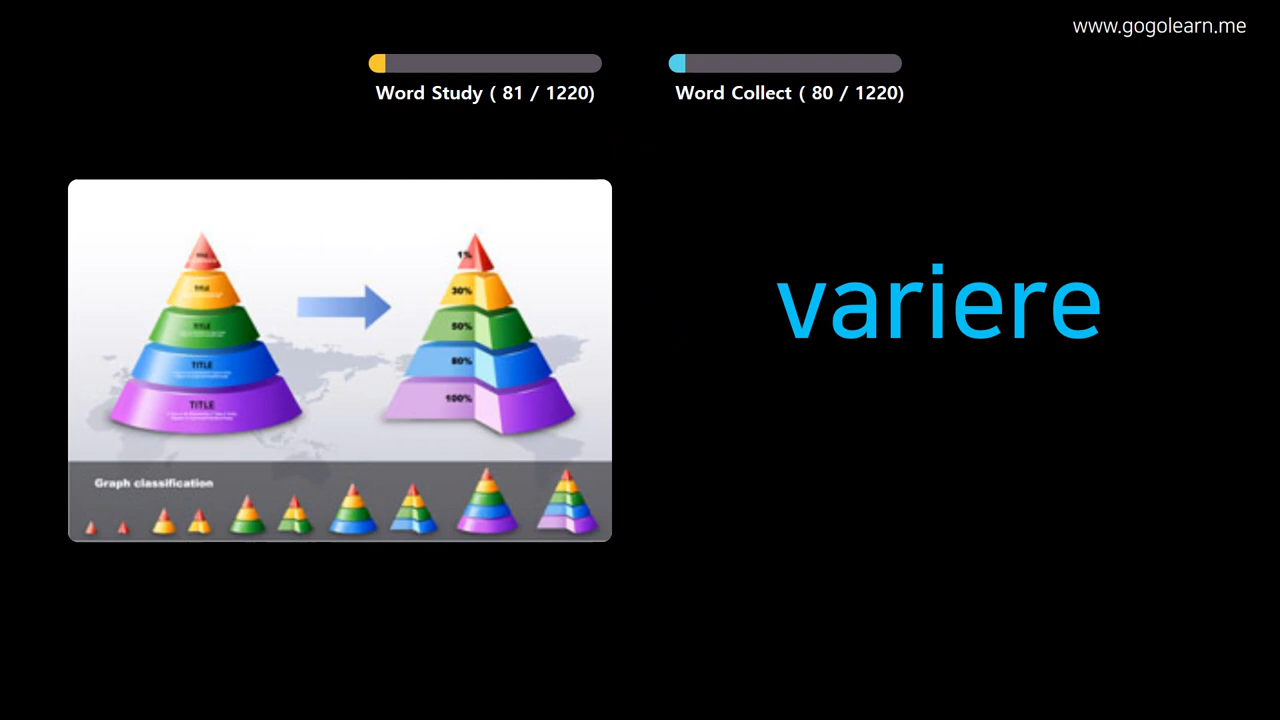 www.gogolearn.me
Word Study ( 81 / 1220)
Word Collect ( 80 / 1220)
variere
TITLE
TITLE
TITLE
TITLE
1%
30%
50%
80%
100%
Graph classification